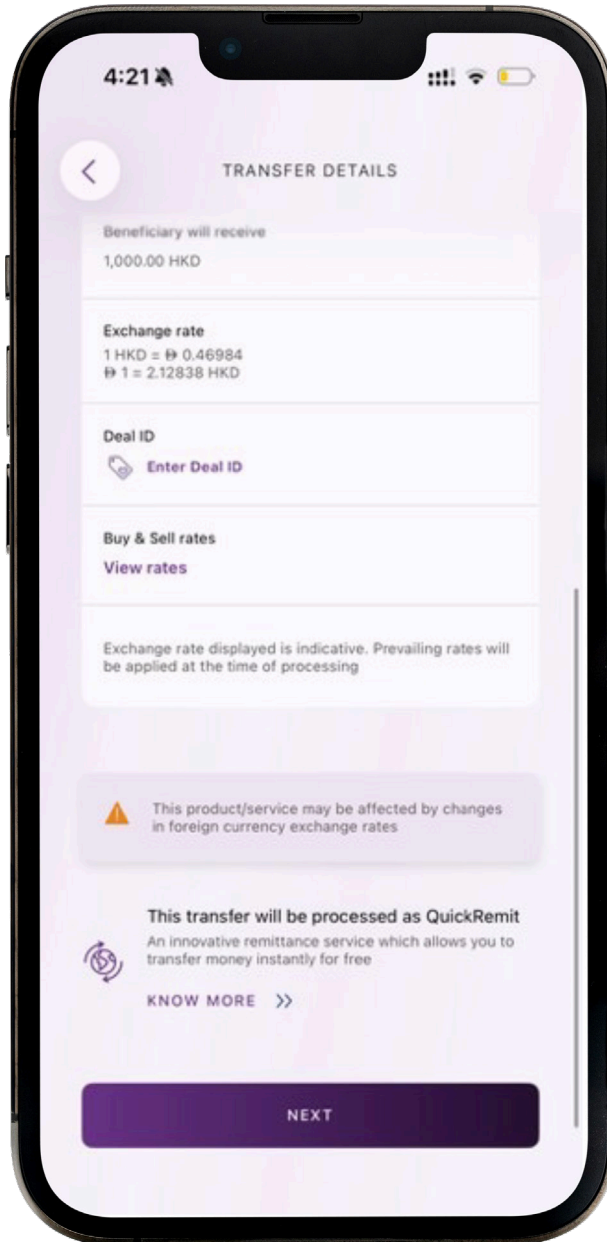 4:21
TRANSFER DETAILS
Beneficiary will receive
1,000.00 HKD
Exchange rate
1 HKD = 0.46984
1 = 2.12838 HKD
Deal ID
Enter Deal ID
Buy & Sell rates
View rates
Exchange rate displayed is indicative. Prevailing rates will
be applied at the time of processing
This product/service may be affected by changes
in foreign currency exchange rates
This transfer will be processed as QuickRemit
An innovative remittance service which allows you to
transfer money instantly for free
KNOW MORE >>
NEXT